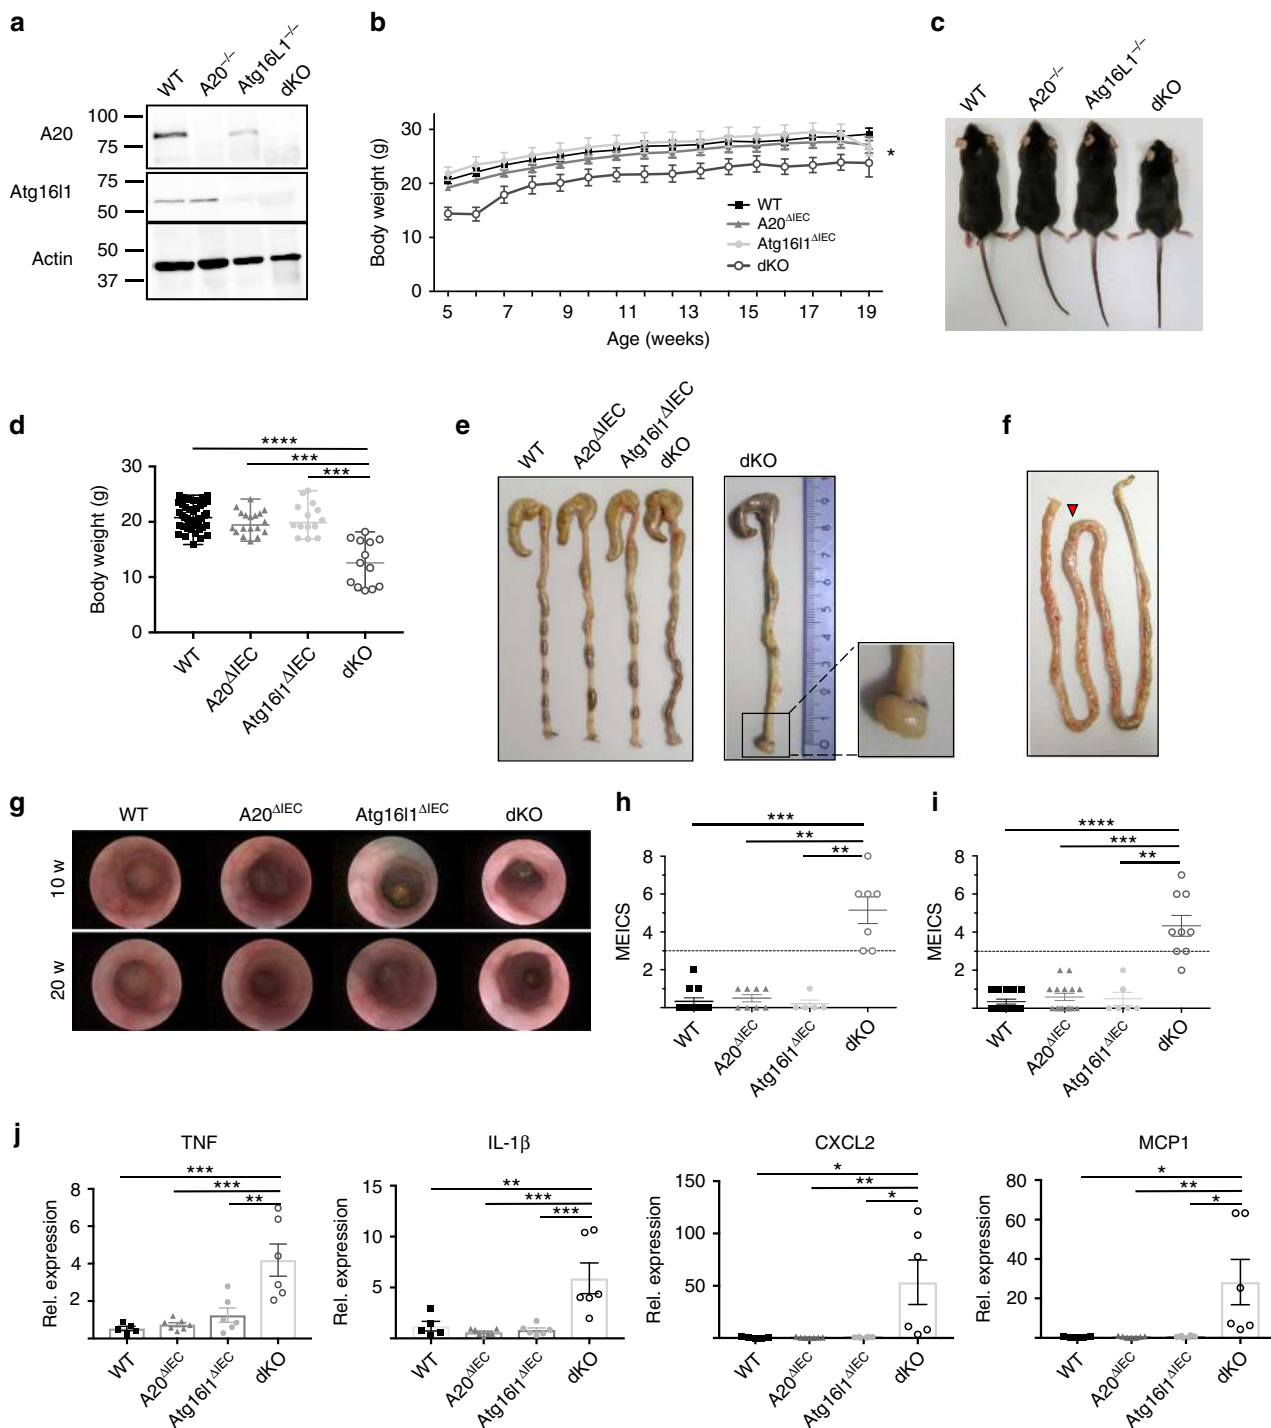 a
WT A20−/− Atg16L1−/− dKO
A20
100
75
Atg16l1
75
50
Actin
50
37
b
Body weight (g)
30
20
10
0
WT
A20ΔIEC
Atg16l1ΔIEC
dKO
*
5 7 9 11 13 15 17 19
Age (weeks)
c
WT A20−/− Atg16L1−/− dKO
d
****
***
***
Body weight (g)
30
20
10
0
WT A20ΔIEC Atg16l1ΔIEC dKO
e
WT A20ΔIEC Atg16l1ΔIEC dKO
dKO
f
g
WT A20ΔIEC Atg16l1ΔIEC dKO
10 w
20 w
h
***
**
**
MEICS
8
6
4
2
WT A20ΔIEC Atg16l1ΔIEC dKO
i
****
***
**
MEICS
8
6
4
2
WT A20ΔIEC Atg16l1ΔIEC dKO
j
TNF
***
***
**
Rel. expression
8
6
4
2
WT A20ΔIEC Atg16l1ΔIEC dKO
IL-1β
**
***
***
Rel. expression
15
10
5
WT A20ΔIEC Atg16l1ΔIEC dKO
CXCL2
*
**
*
Rel. expression
150
100
50
WT A20ΔIEC Atg16l1ΔIEC dKO
MCP1
*
**
*
Rel. expression
80
60
40
20
WT A20ΔIEC Atg16l1ΔIEC dKO